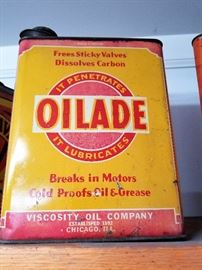 Frees Sticky Valves
Dissolves Carbon
IT PENETRATES
OILADE
IT LUBRICATES
Breaks in Motors
Cold Proofs Oil & Grease
VISCOSITY OIL COMPANY
ESTABLISHED
CHICAGO, ILL.